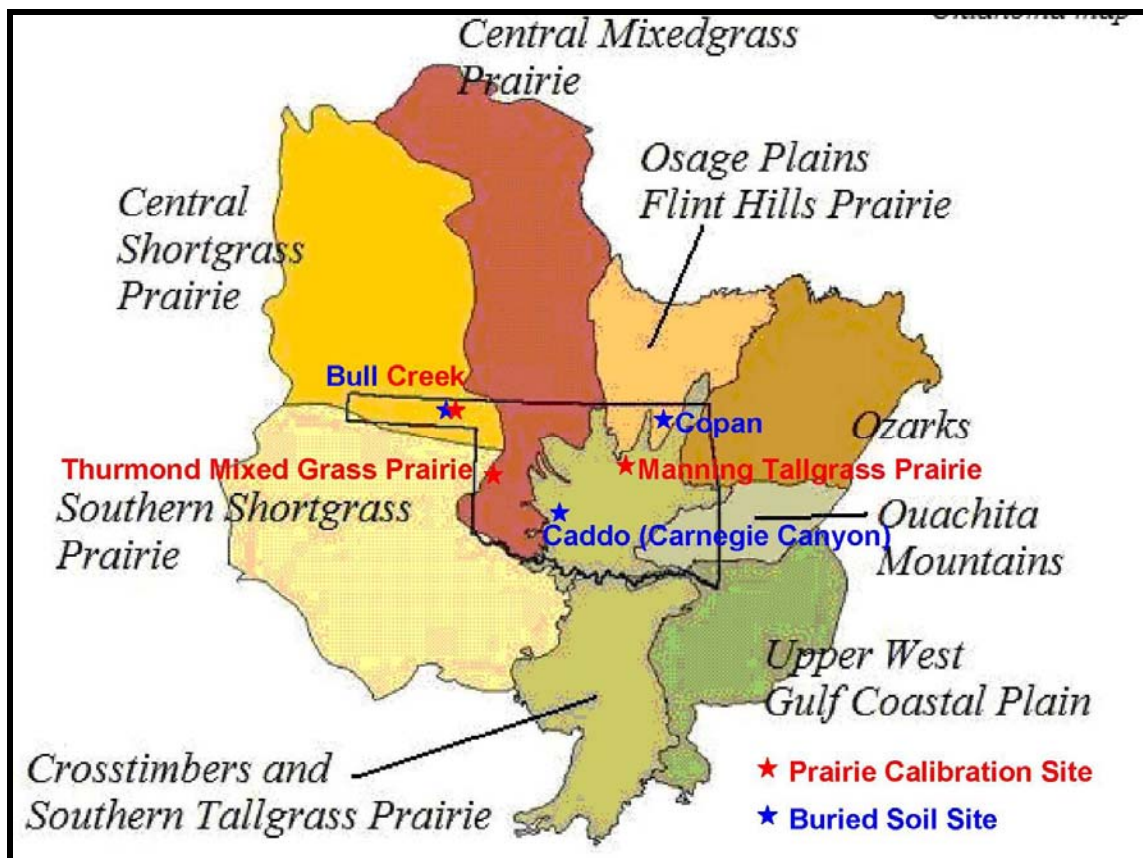 Oklahoma Map
Central Mixedgrass
Prairie
Osage Plains
Flint Hills Prairie
Central
Shortgrass
Prairie
Bull Creek
Copan
Ozarks
Thurmond Mixed Grass Prairie
Manning Tallgrass Prairie
Southern Shortgrass
Prairie
Caddo (Carnegie Canyon)
Ouachita
Mountains
Upper West
Gulf Coastal Plain
Crosstimbers and
Southern Tallgrass Prairie
Prairie Calibration Site
Buried Soil Site